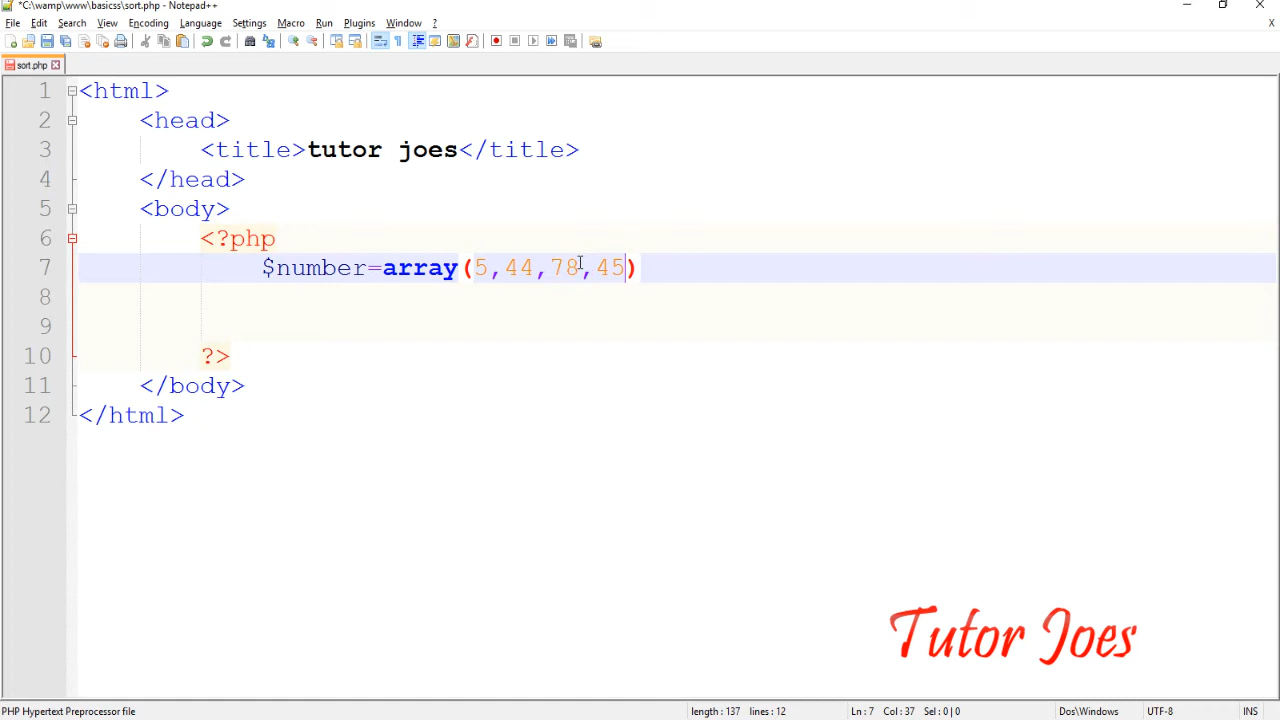 *C:\wamp\www\basicss\sort.php - Notepad++
File Edit Search View Encoding Language Settings Macro Run Plugins Window ?
X
sort.php
1 <html>
2 <head>
3 <title>tutor joes</title>
4 </head>
5 <body>
6 <?php
7 $number=array(5,44,78,45)
8
9
10 ?>
11 </body>
12 </html>
Tutor Joes
PHP Hypertext Preprocessor file length : 137 lines : 12 Ln : 7 Col : 37 Sel : 0 | 0 Dos\Windows UTF-8 INS